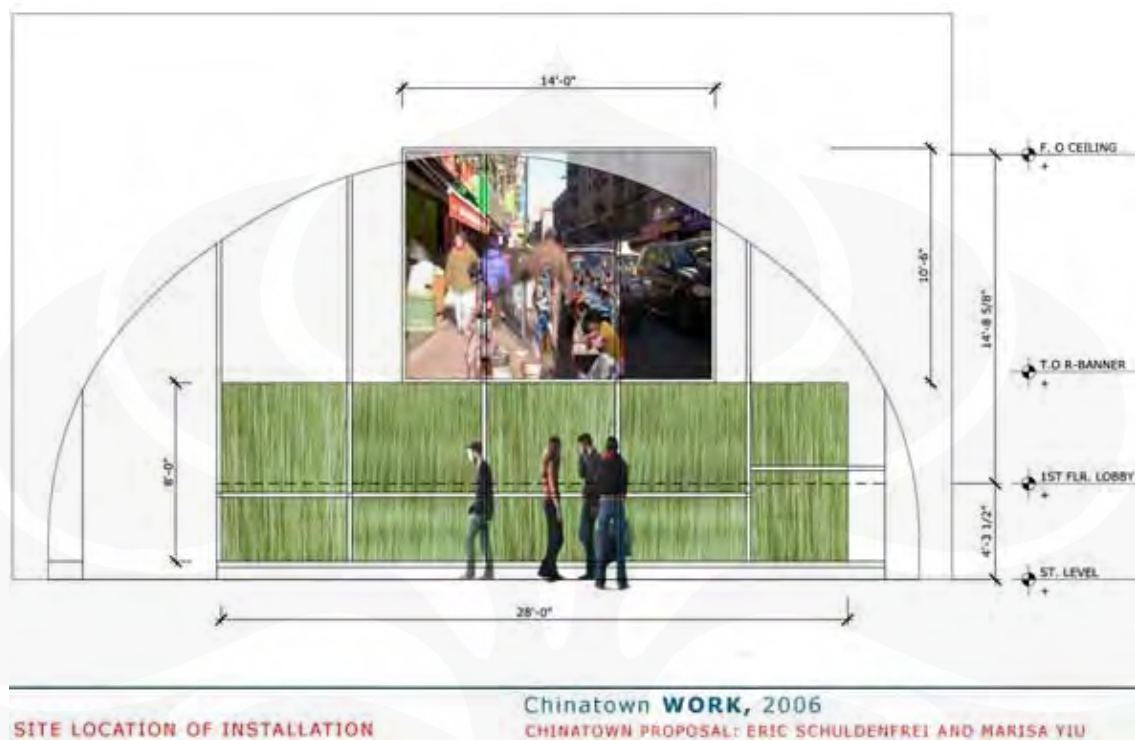 14'-0"
F. O CEILING
+
10'-6"
14'-8 5/8"
T.O R-BANNER
+
8'-0"
1ST FLR. LOBBY
+
4'-3 1/2"
ST. LEVEL
+
28'-0"
Chinatown WORK, 2006
SITE LOCATION OF INSTALLATION
CHINATOWN PROPOSAL: ERIC SCHULDENFREI AND MARISA YIU